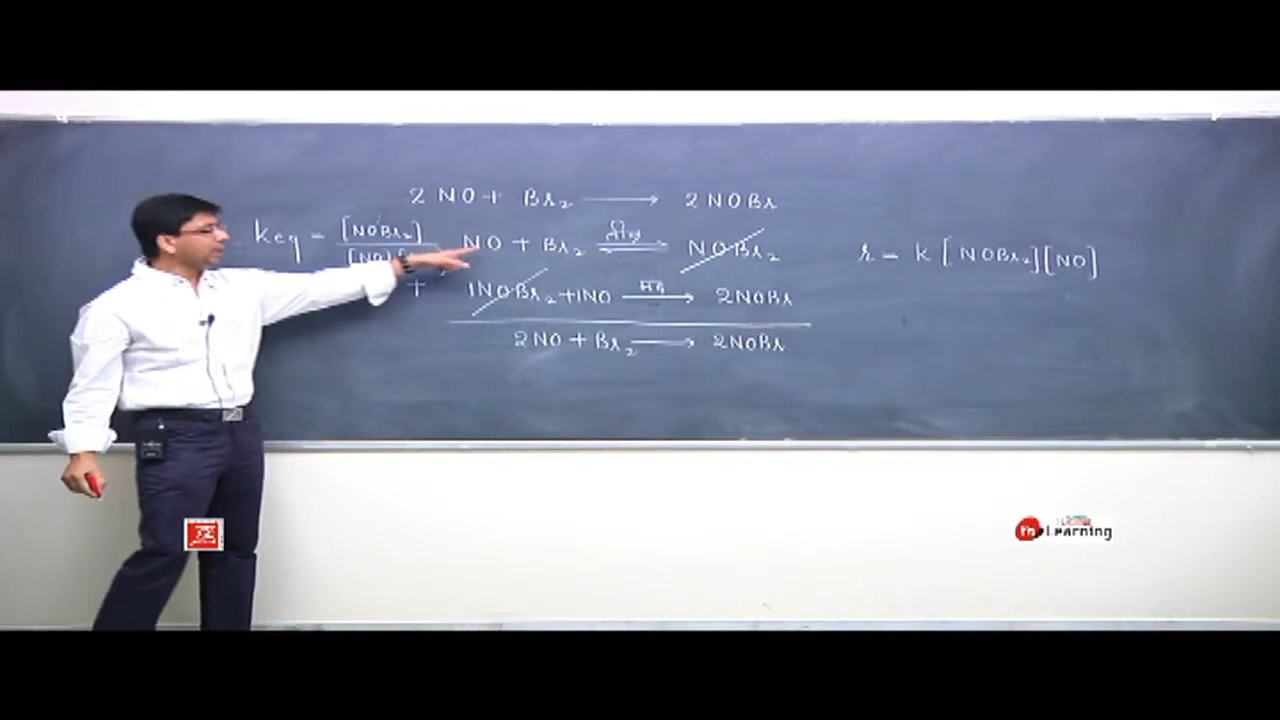 2 NO + Br₂ ⟶ 2 NOBr
Keq = [NOBr₂] / [NO][
NO + Br₂ ⇌ NOBr₂
r = k [NOBr₂][NO]
+ 1NOBr₂ + 1NO ⟶ 2NOBr
2NO + Br₂ ⟶ 2NOBr
theLearning